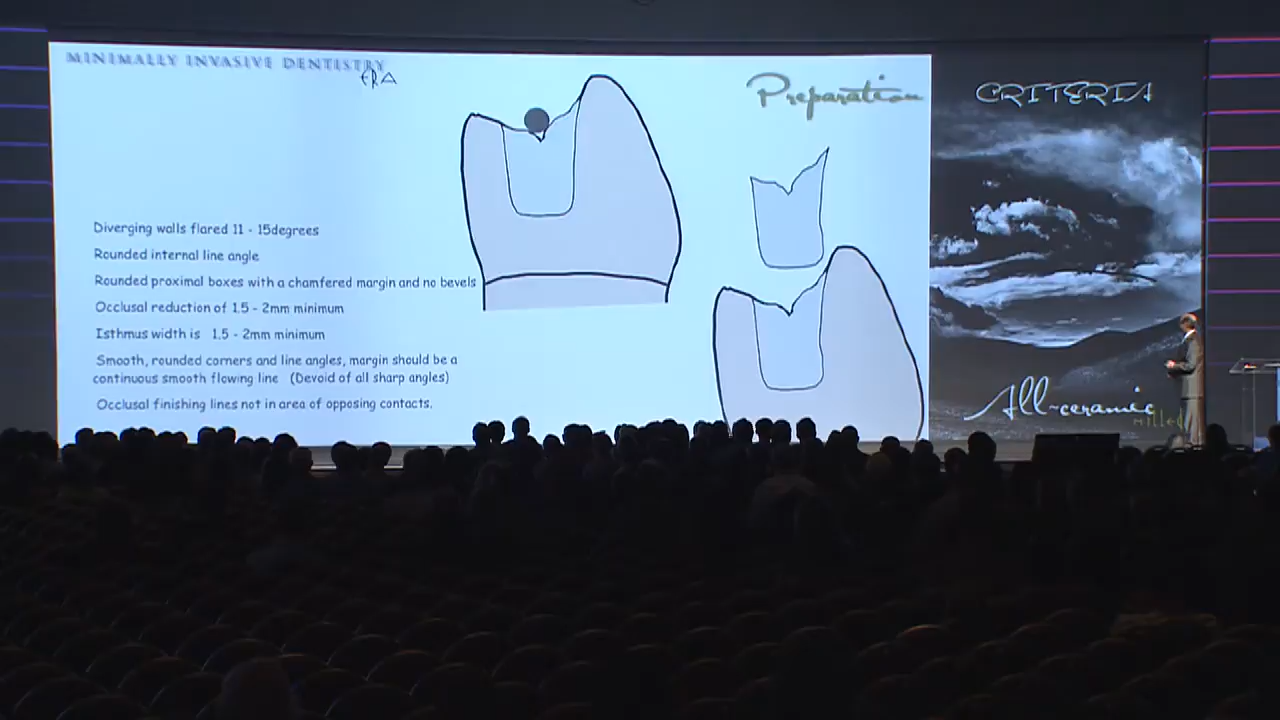 MINIMALLY INVASIVE DENTISTRY
ERA
Preparation
CRITERIA
Diverging walls flared 11 - 15degrees
Rounded internal line angle
Rounded proximal boxes with a chamfered margin and no bevels
Occlusal reduction of 1.5 - 2mm minimum
Isthmus width is 1.5 - 2mm minimum
Smooth, rounded corners and line angles, margin should be a
continuous smooth flowing line (Devoid of all sharp angles)
Occlusal finishing lines not in area of opposing contacts.
All-ceramic
Milled